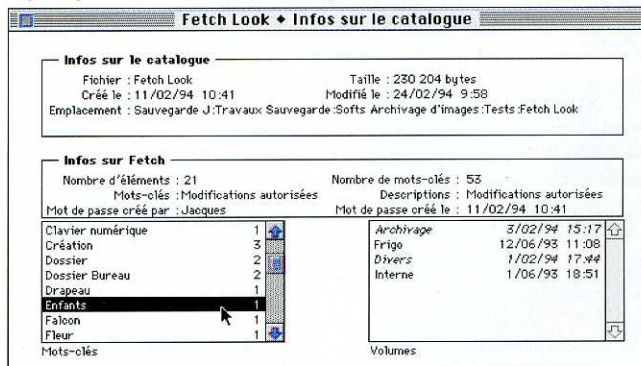 Fetch Look ◆ Infos sur le catalogue
Infos sur le catalogue
Fichier : Fetch Look
Taille : 230 204 bytes
Créé le : 11/02/94 10:41
Modifié le : 24/02/94 9:58
Emplacement : Sauvegarde J:Travaux Sauvegarde:Softs Archivage d'images:Tests:Fetch Look
Infos sur Fetch
Nombre d'éléments : 21
Nombre de mots-clés : 53
Mots-clés : Modifications autorisées
Descriptions : Modifications autorisées
Mot de passe créé par : Jacques
Mot de passe créé le : 11/02/94 10:41
Clavier numérique 1
Création 3
Dossier 2
Dossier Bureau 2
Drapeau 1
Enfants 1
Falcon 1
Fleur 1
Mots-clés
Archivage 3/02/94 15:17
Frigo 12/06/93 11:08
Divers 1/02/94 17:44
Interne 1/06/93 18:51
Volumes